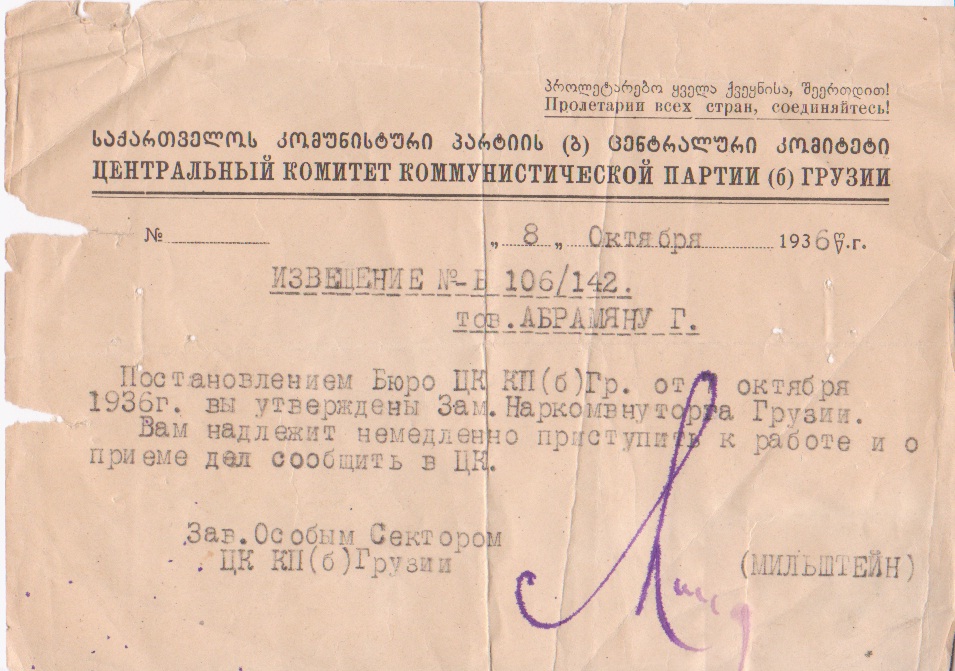 პროლეტარებო ყველა ქვეყნისა, შეერთდით!
Пролетарии всех стран, соединяйтесь!
საქართველოს კომუნისტური პარტიის (ბ) ცენტრალური კომიტეტი
ЦЕНТРАЛЬНЫЙ КОМИТЕТ КОММУНИСТИЧЕСКОЙ ПАРТИИ (б) ГРУЗИИ
№ „ 8 „ Октября 1936 წ.г.
ИЗВЕЩЕНИЕ №-Б 106/142.
тов.АБРАМЯНУ Г.
Постановлением Бюро ЦК КП(б)Гр. от октября
1936г. вы утверждены Зам.Наркомвнуторга Грузии.
Вам надлежит немедленно приступить к работе и о
приеме дел сообщить в ЦК.
Зав.Особым Сектором
ЦК КП(б)Грузии (МИЛЬШТЕЙН)